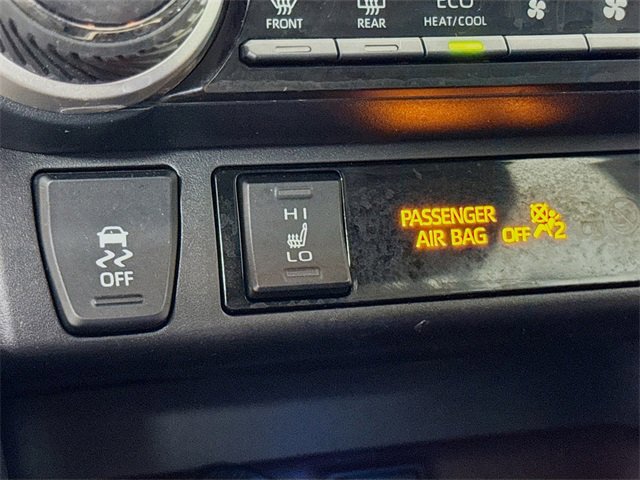 FRONT
REAR
ECO
HEAT/COOL
HI
LO
OFF
PASSENGER
AIR BAG OFF 2